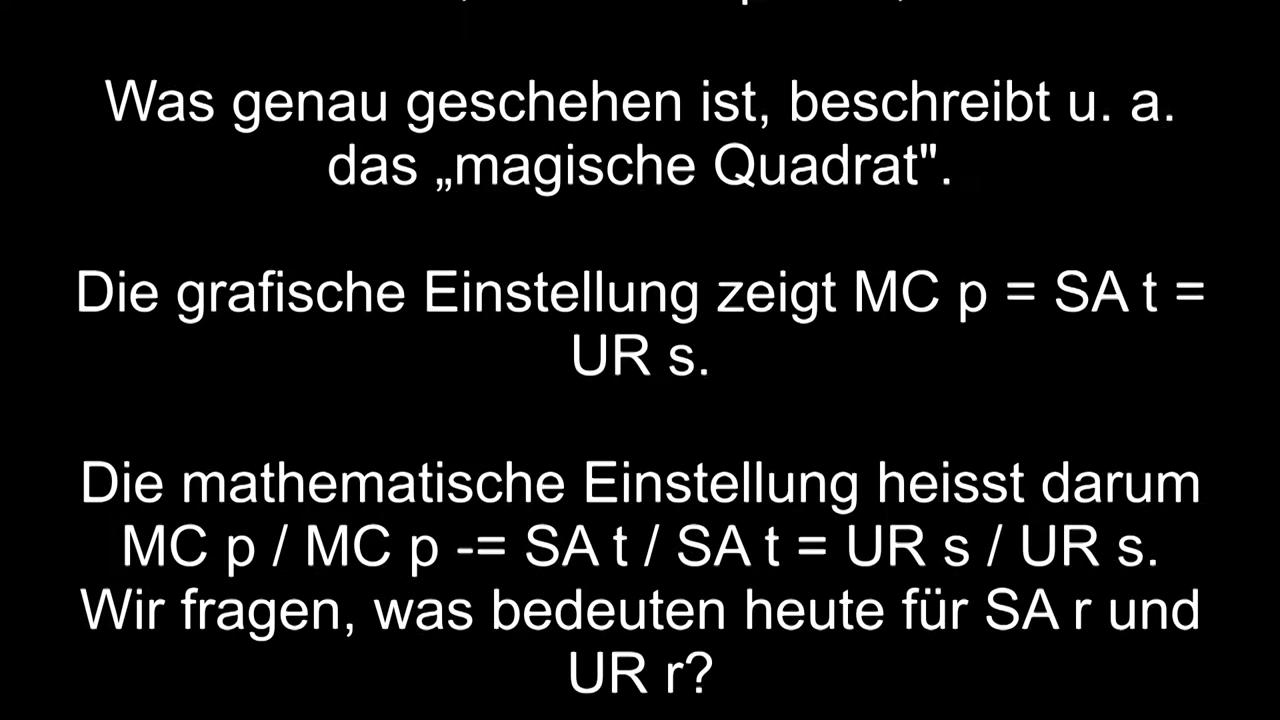 Was genau geschehen ist, beschreibt u. a.
das „magische Quadrat".
Die grafische Einstellung zeigt MC p = SA t =
UR s.
Die mathematische Einstellung heisst darum
MC p / MC p -= SA t / SA t = UR s / UR s.
Wir fragen, was bedeuten heute für SA r und
UR r?